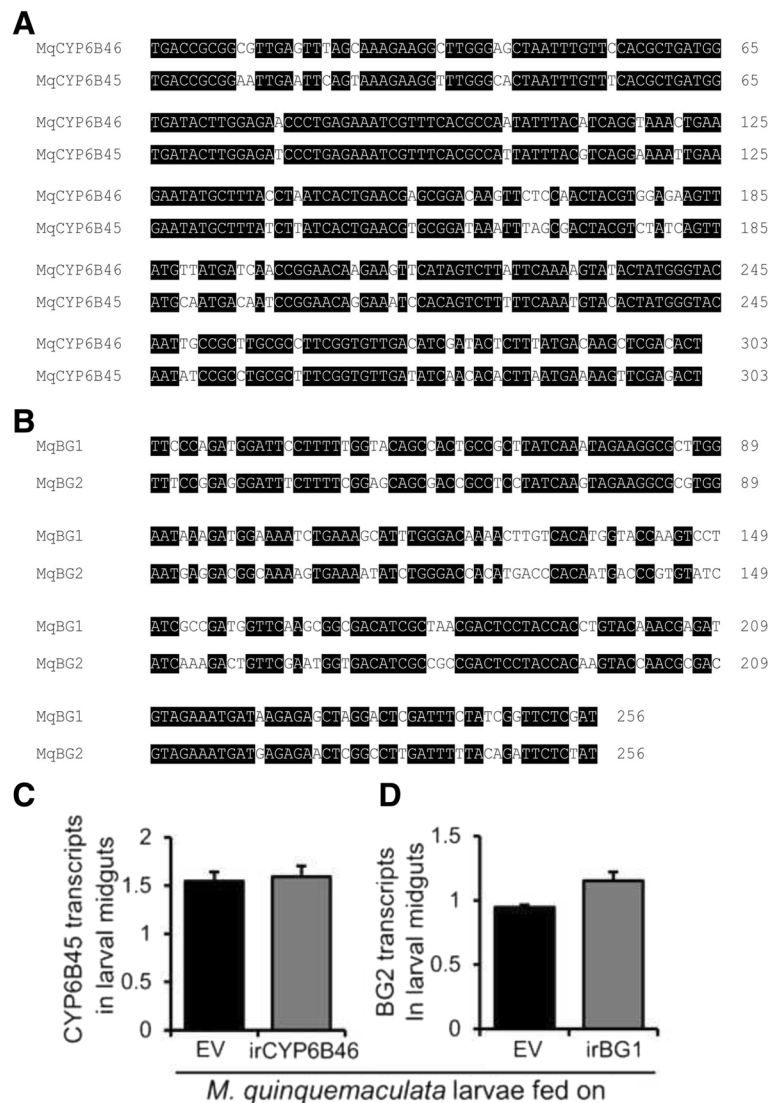 A
MqCYP6B46 TGACCGCGGCGTTGAGTTTAGCAAAGAAGGCTTGGGAGCTAATTTGTTCCACGCTGATGG 65
MqCYP6B45 TGACCGCGGAATTGAATTCAGTAAAGAAGGTTTGGGCACTAATTTGTTTCACGCTGATGG 65
MqCYP6B46 TGATACTTGGAGAACCCTGAGAAATCGTTTCACGCCAATATTTACATCAGGTAAACTGAA 125
MqCYP6B45 TGATACTTGGAGATCCCTGAGAAATCGTTTCACGCCATTATTTACGTCAGGAAAATTGAA 125
MqCYP6B46 GAATATGCTTTACCTAATCACTGAACGAGCGGACAAGTTCTCCAACTACGTGGAGAAGTT 185
MqCYP6B45 GAATATGCTTTATCTTATCACTGAACGTGCGGATAAATTTAGCGACTACGTCTATCAGTT 185
MqCYP6B46 ATGTTATGATCAACCGGAACAAGAAGTTCATAGTCTTATTCAAAAGTATACTATGGGTAC 245
MqCYP6B45 ATGCAATGACAATCCGGAACAGGAAATCCACAGTCTTTTTCAAATGTACACTATGGGTAC 245
MqCYP6B46 AATTGCCGCTTGCGCCTTCGGTGTTGACATCGATACTCTTTATGACAAGCTCGACACT 303
MqCYP6B45 AATATCCGCCTGCGCTTTCGGTGTTGATATCAACACACTTAATGAAAAGTTCGAGACT 303
B
MqBG1 TTCCCAGATGGATTCCTTTTTGGTACAGCCACTGCCGCTTATCAAATAGAAGGCGCTTGG 89
MqBG2 TTTCCGGAGGGATTTCTTTTCGGAGCAGCGACCGCCTCCTATCAAGTAGAAGGCGCGTGG 89
MqBG1 AATAAAGATGGAAAATCTGAAAGCATTTGGGACAAAACTTGTCACATGGTACCAAGTCCT 149
MqBG2 AATGAGGACGGCAAAAGTGAAAATATCTGGGACCACATGACCCACAATGACCCGTGTATC 149
MqBG1 ATCGCCGATGGTTCAAGCGGCGACATCGCTAACGACTCCTACCACCTGTACAAACGAGAT 209
MqBG2 ATCAAAGACTGTTCGAATGGTGACATCGCCGCCGACTCCTACCACAAGTACCAACGCGAC 209
MqBG1 GTAGAAATGATAAGAGAGCTAGGACTCGATTTCTATCGGTTCTCGAT 256
MqBG2 GTAGAAATGATGAGAGAACTCGGCCTTGATTTTTACAGATTCTCTAT 256
C D
CYP6B45 transcripts
in larval midguts
2
1.5
1
0.5
0
EV irCYP6B46
BG2 transcripts
In larval midguts
1.5
1
0.5
0
EV irBG1
M. quinquemaculata larvae fed on